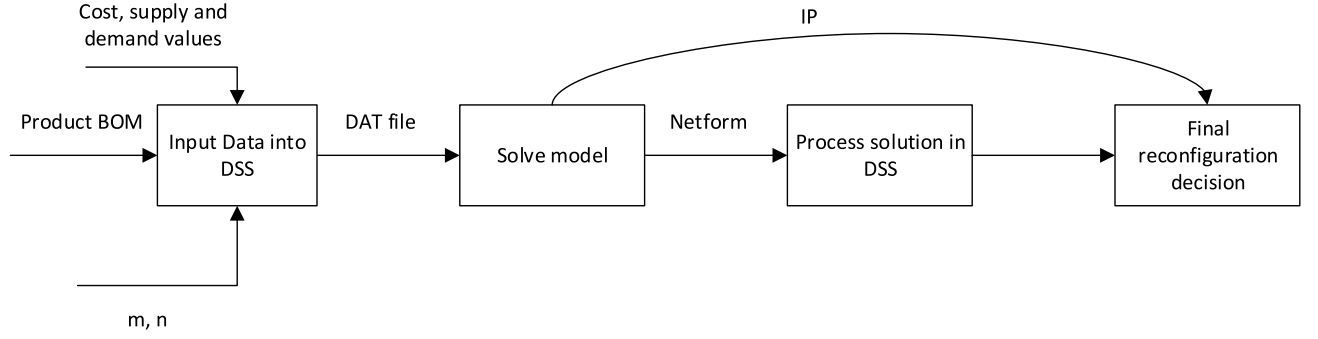 Cost, supply and
demand values
IP
Product BOM
Input Data into
DSS
DAT file
Solve model
Netform
Process solution in
DSS
Final
reconfiguration
decision
m, n